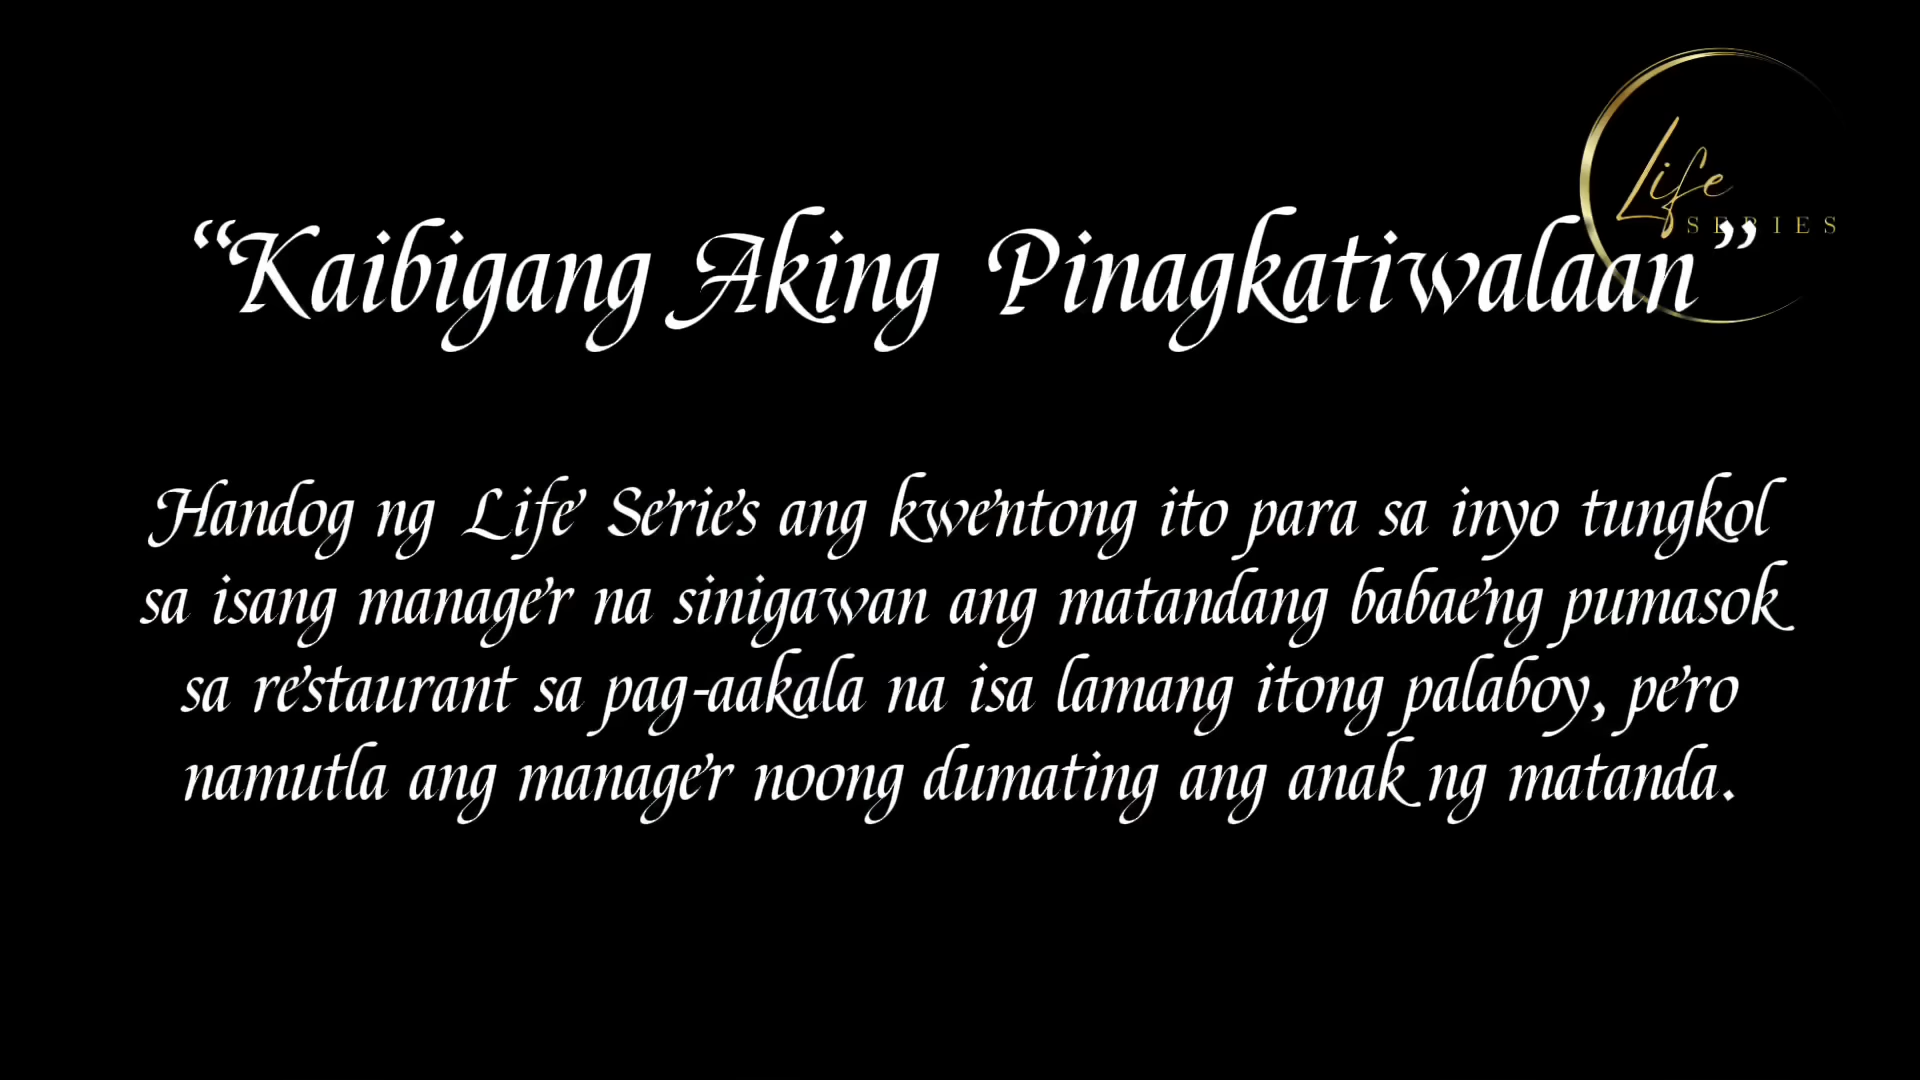 Life
SERIES
“Kaibigang Aking Pinagkatiwalaan”
Handog ng Life Series ang kwentong ito para sa inyo tungkol
sa isang manager na sinigawan ang matandang babaeng pumasok
sa restaurant sa pag-aakala na isa lamang itong palaboy, pero
namutla ang manager noong dumating ang anak ng matanda.